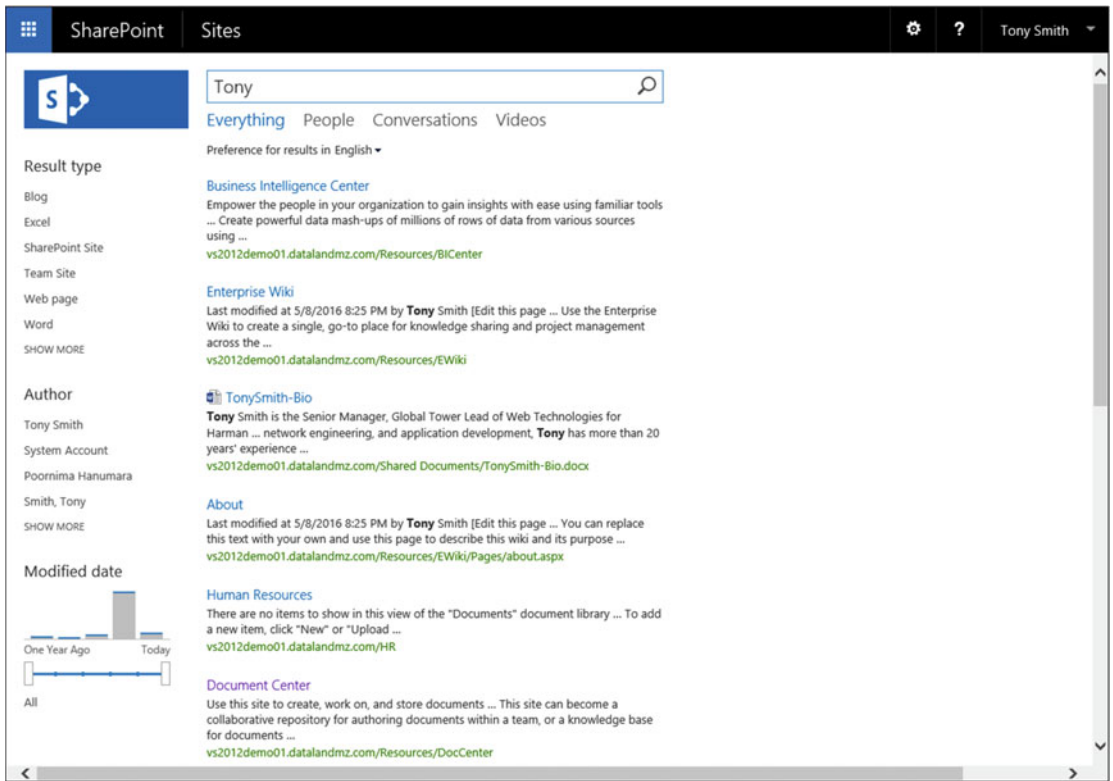 SharePoint
Sites
?
Tony Smith
S
Tony
Everything People Conversations Videos
Preference for results in English
Result type
Blog
Excel
SharePoint Site
Team Site
Web page
Word
SHOW MORE
Author
Tony Smith
System Account
Poornima Hanumara
Smith, Tony
SHOW MORE
Modified date
One Year Ago Today
All
Business Intelligence Center
Empower the people in your organization to gain insights with ease using familiar tools
... Create powerful data mash-ups of millions of rows of data from various sources
using ...
vs2012demo01.datalandmz.com/Resources/BICenter
Enterprise Wiki
Last modified at 5/8/2016 8:25 PM by Tony Smith [Edit this page ... Use the Enterprise
Wiki to create a single, go-to place for knowledge sharing and project management
across the ...
vs2012demo01.datalandmz.com/Resources/EWiki
TonySmith-Bio
Tony Smith is the Senior Manager, Global Tower Lead of Web Technologies for
Harman ... network engineering, and application development, Tony has more than 20
years' experience ...
vs2012demo01.datalandmz.com/Shared Documents/TonySmith-Bio.docx
About
Last modified at 5/8/2016 8:25 PM by Tony Smith [Edit this page ... You can replace
this text with your own and use this page to describe this wiki and its purpose ...
vs2012demo01.datalandmz.com/Resources/EWiki/Pages/about.aspx
Human Resources
There are no items to show in this view of the "Documents" document library ... To add
a new item, click "New" or "Upload ...
vs2012demo01.datalandmz.com/HR
Document Center
Use this site to create, work on, and store documents ... This site can become a
collaborative repository for authoring documents within a team, or a knowledge base
for documents ...
vs2012demo01.datalandmz.com/Resources/DocCenter